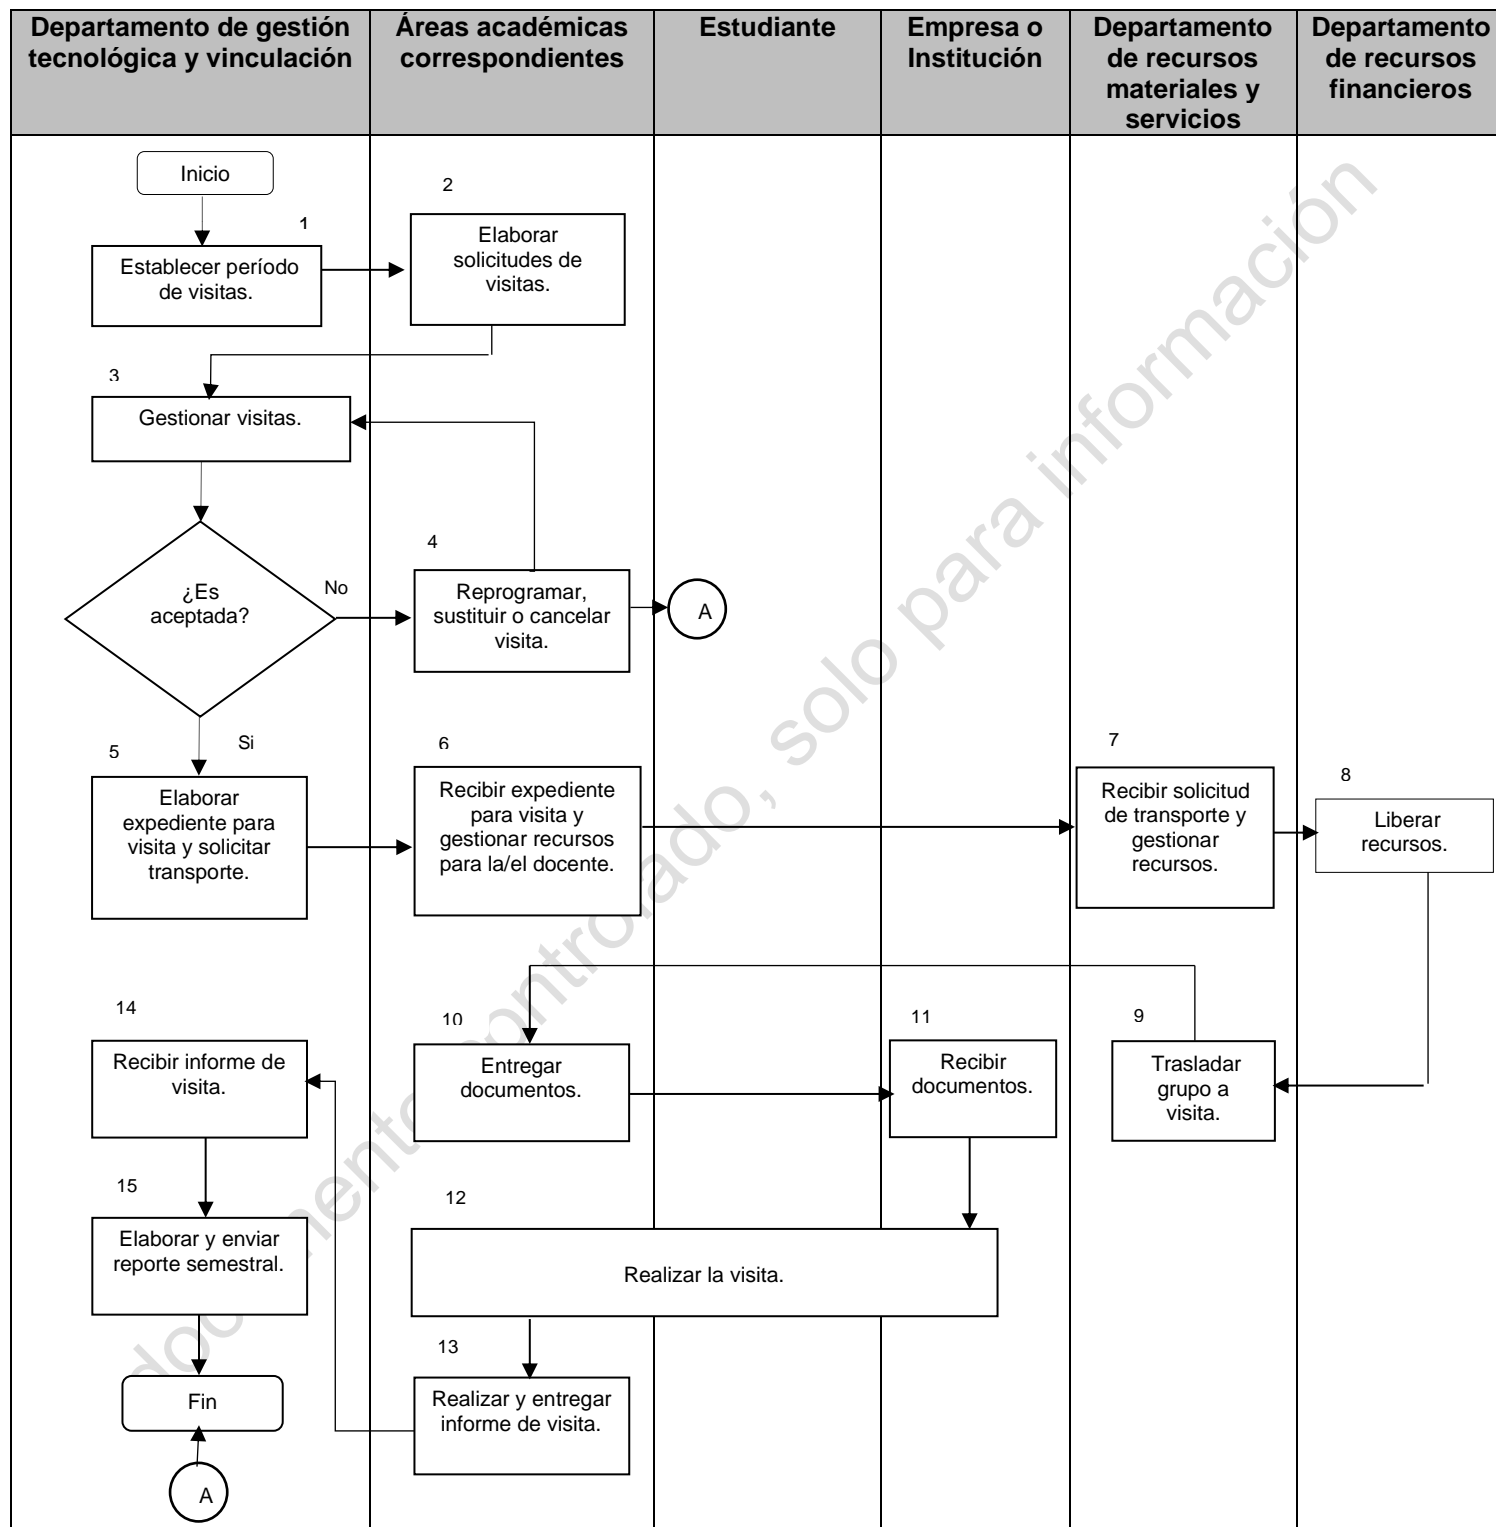 Departamento de gestión
tecnológica y vinculación
Áreas académicas
correspondientes
Estudiante
Empresa o
Institución
Departamento
de recursos
materiales y
servicios
Departamento
de recursos
financieros
Inicio
1
Establecer período
de visitas.
2
Elaborar
solicitudes de
visitas.
3
Gestionar visitas.
¿Es
aceptada?
No
4
Reprogramar,
sustituir o cancelar
visita.
A
Si
5
Elaborar
expediente para
visita y solicitar
transporte.
6
Recibir expediente
para visita y
gestionar recursos
para la/el docente.
7
Recibir solicitud
de transporte y
gestionar
recursos.
8
Liberar
recursos.
9
Trasladar
grupo a
visita.
10
Entregar
documentos.
11
Recibir
documentos.
12
Realizar la visita.
13
Realizar y entregar
informe de visita.
14
Recibir informe de
visita.
15
Elaborar y enviar
reporte semestral.
Fin
A
solo para información